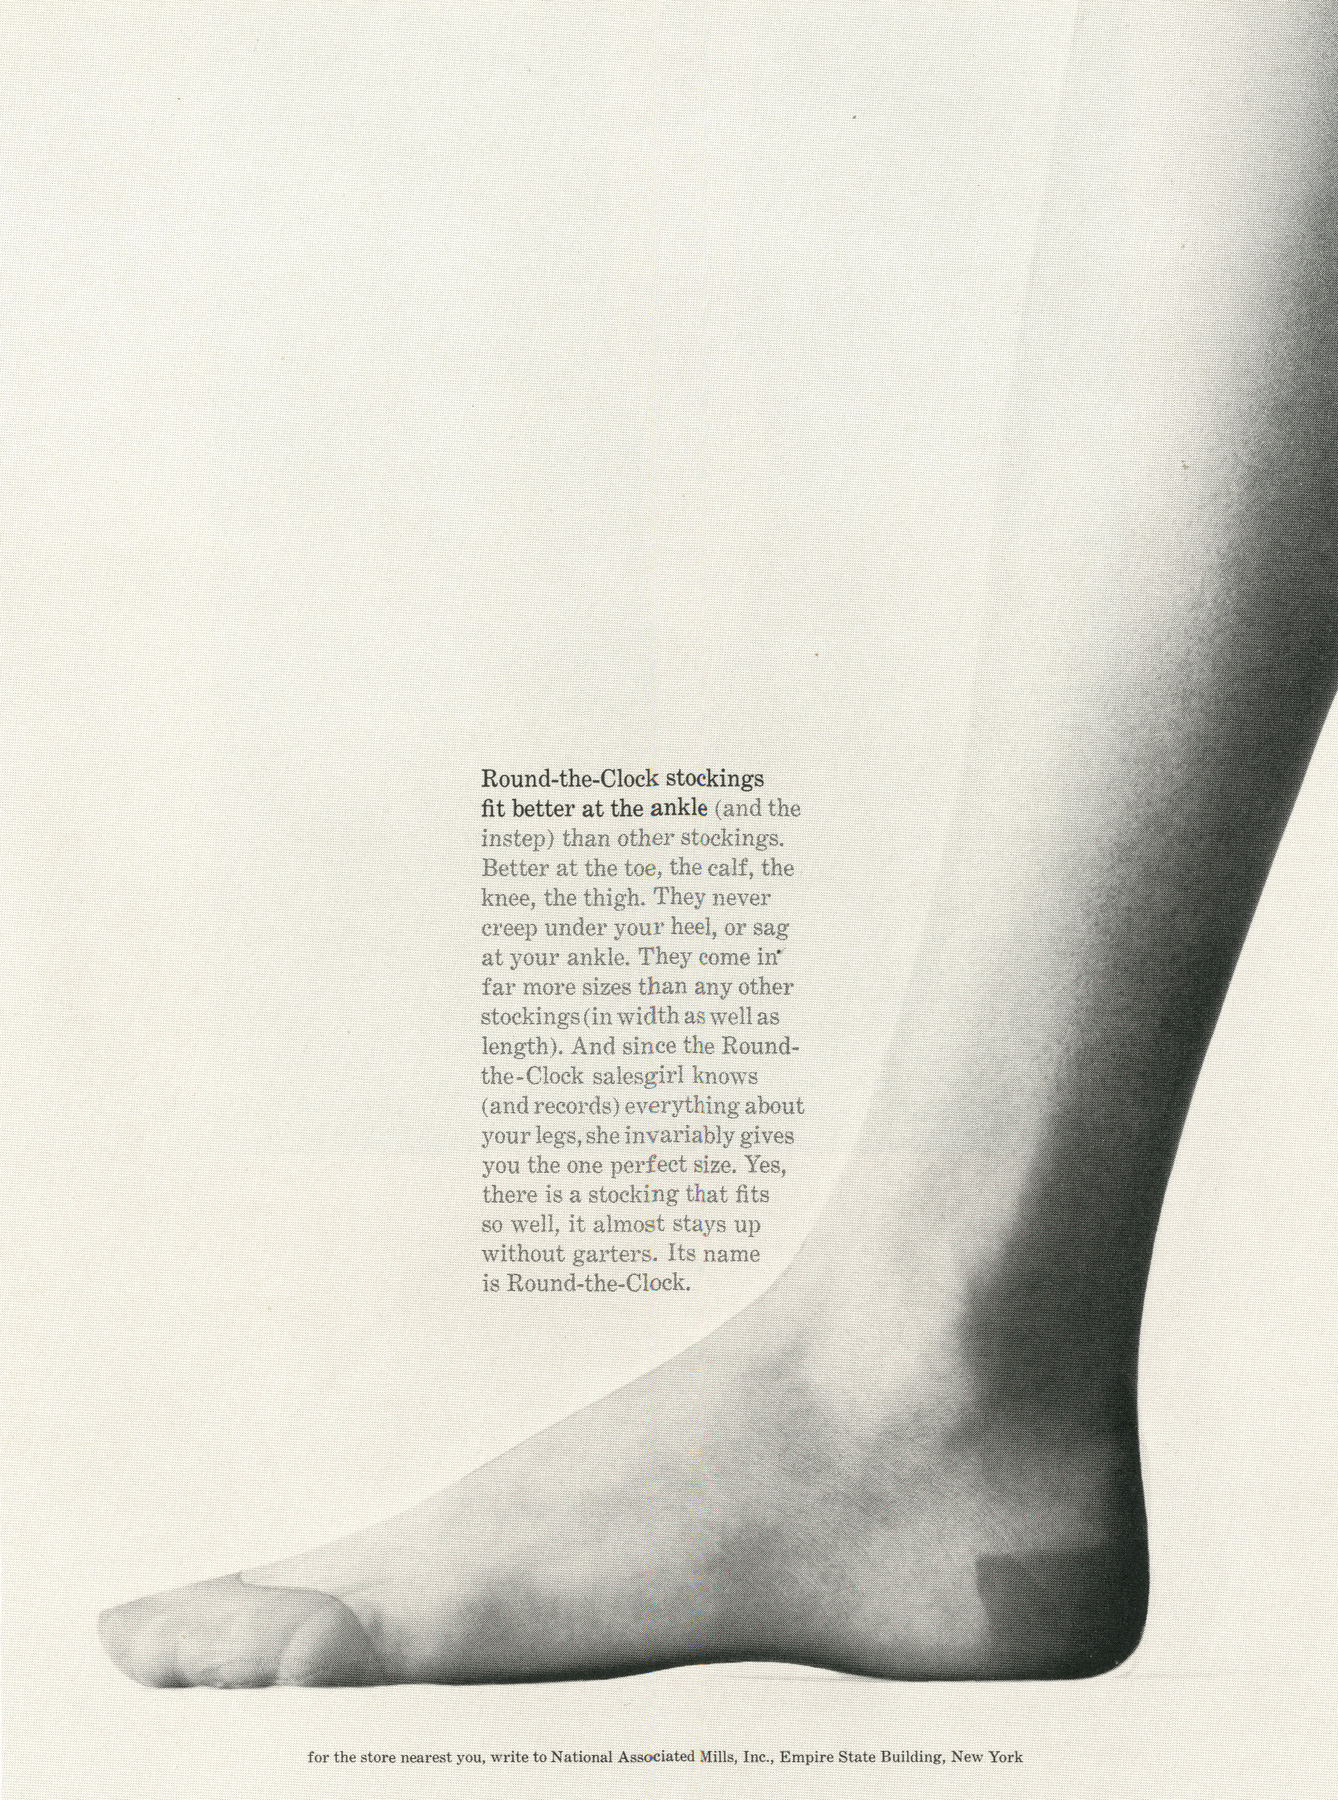 Round-the-Clock stockings
fit better at the ankle (and the
instep) than other stockings.
Better at the toe, the calf, the
knee, the thigh. They never
creep under your heel, or sag
at your ankle. They come in
far more sizes than any other
stockings (in width as well as
length). And since the Round-
the-Clock salesgirl knows
(and records) everything about
your legs, she invariably gives
you the one perfect size. Yes,
there is a stocking that fits
so well, it almost stays up
without garters. Its name
is Round-the-Clock.
for the store nearest you, write to National Associated Mills, Inc., Empire State Building, New York